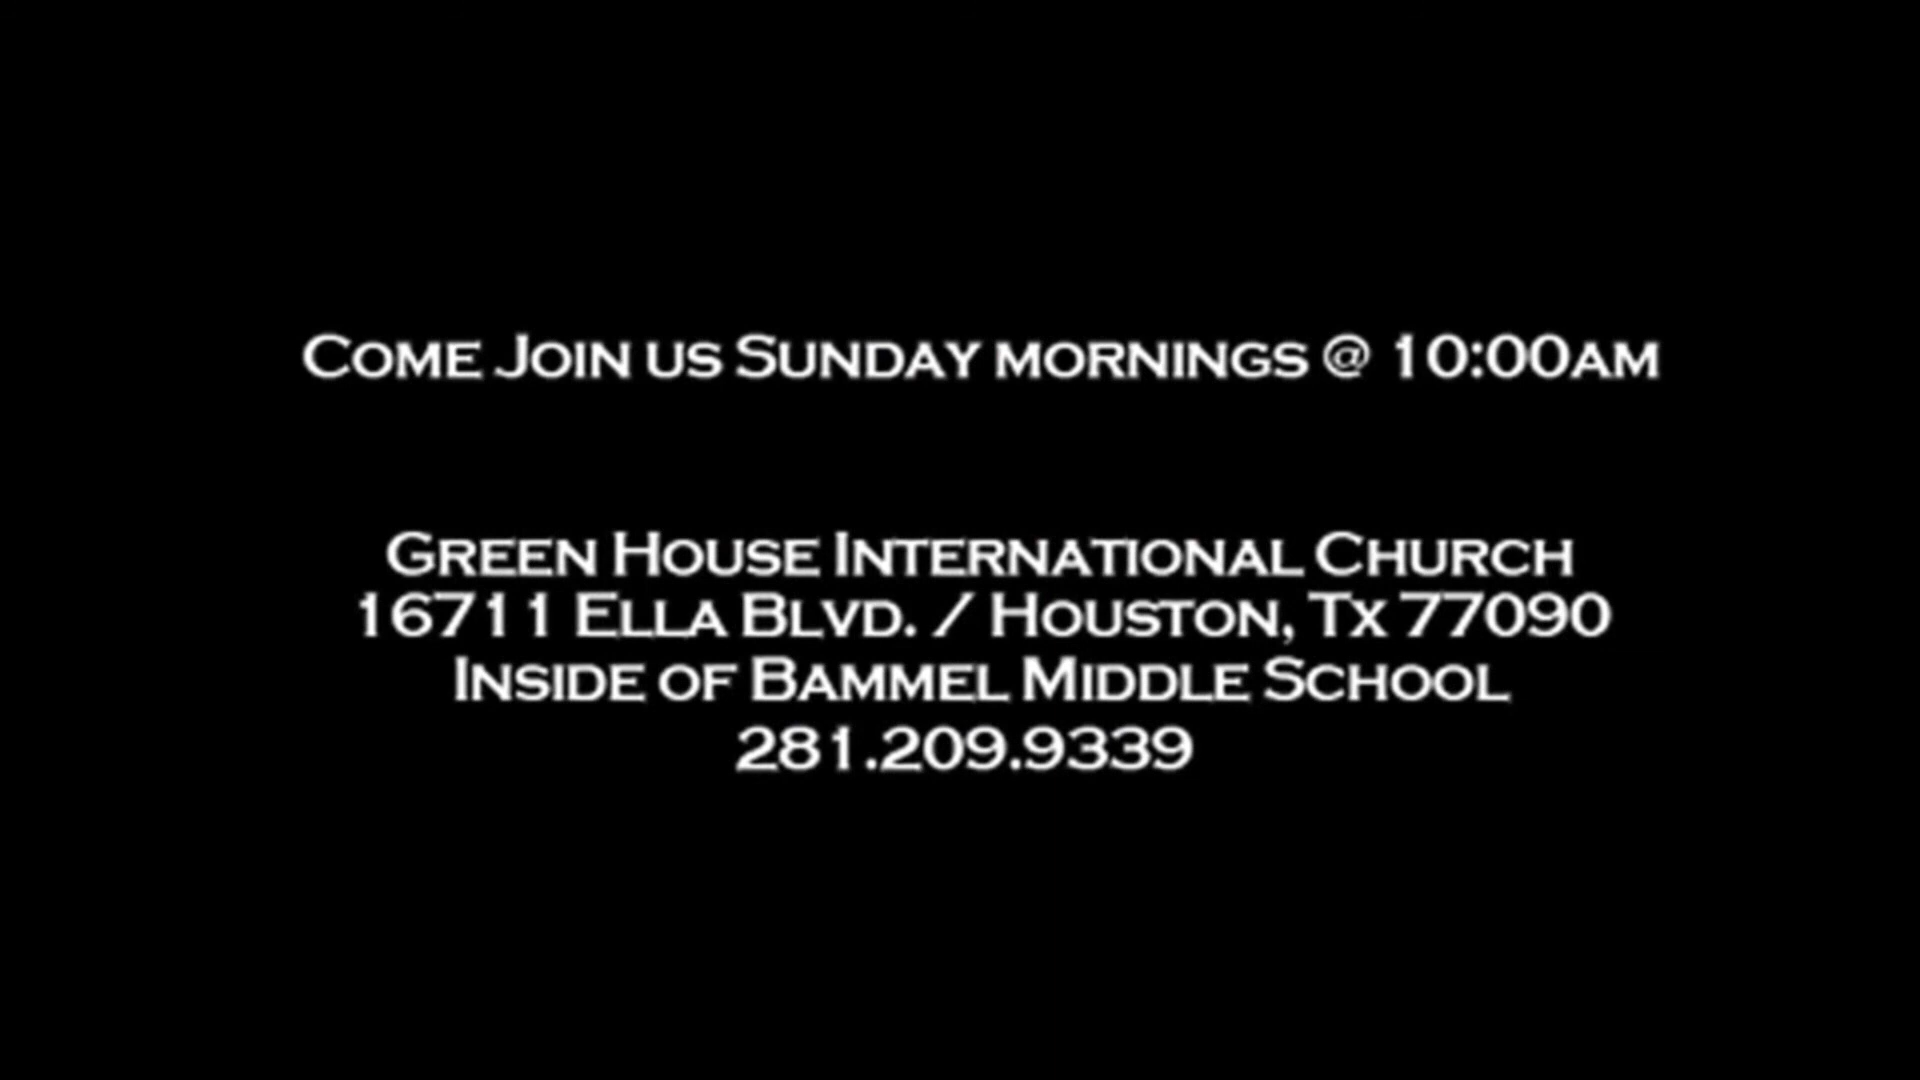 Come Join us Sunday mornings @ 10:00am
Green House International Church
16711 Ella Blvd. / Houston, Tx 77090
Inside of Bammel Middle School
281.209.9339